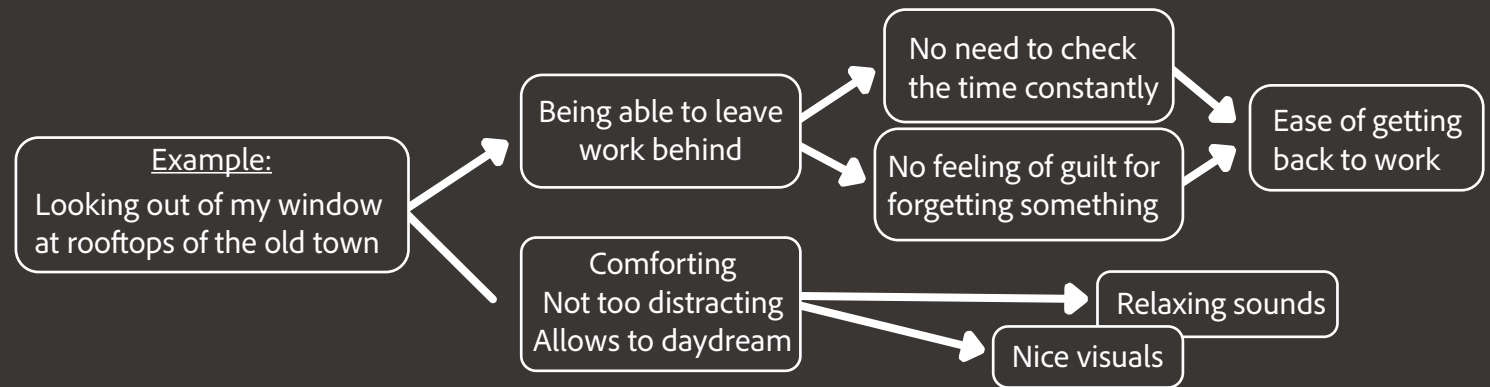 Example:
Looking out of my window
at rooftops of the old town
Being able to leave
work behind
No need to check
the time constantly
No feeling of guilt for
forgetting something
Ease of getting
back to work
Comforting
Not too distracting
Allows to daydream
Relaxing sounds
Nice visuals